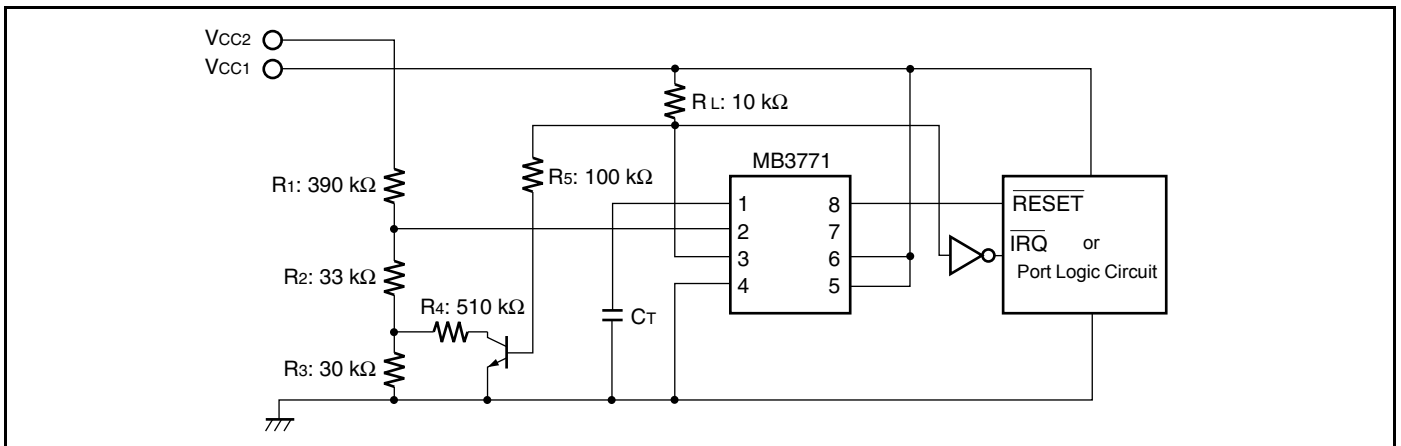 VCC2
VCC1
RL: 10 kΩ
MB3771
R1: 390 kΩ
R5: 100 kΩ
1 8
2 7
3 6
4 5
RESET
IRQ or
Port Logic Circuit
R2: 33 kΩ
R4: 510 kΩ
CT
R3: 30 kΩ